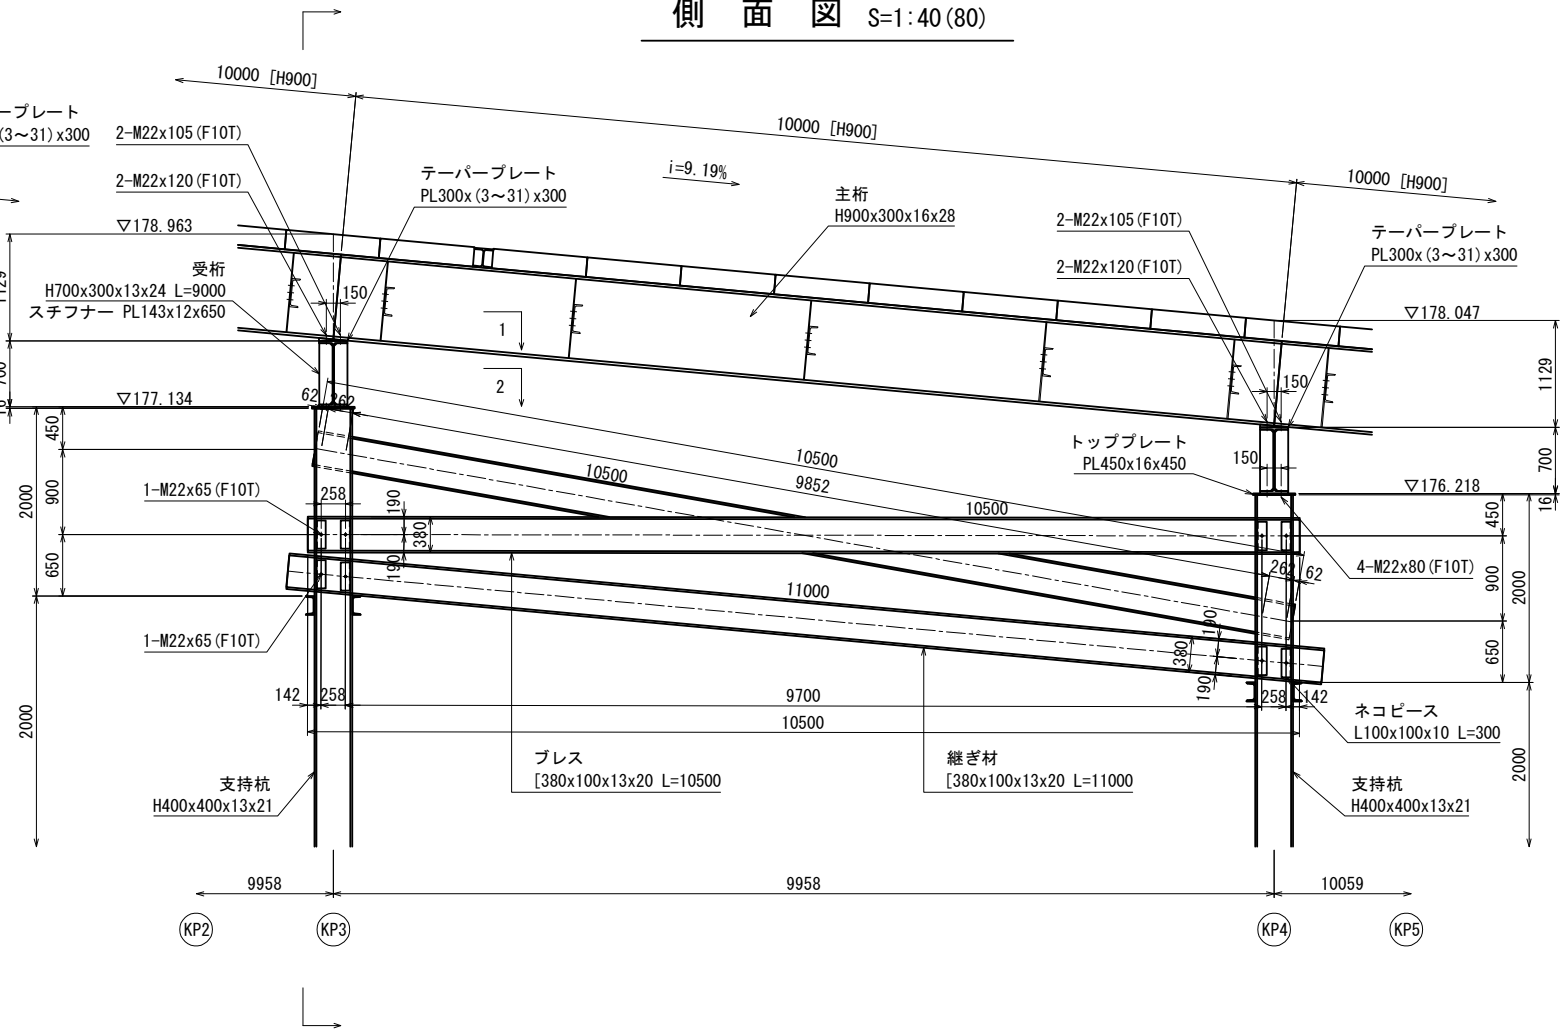 側面図 S=1:40(80)
10000 [H900]
10000 [H900]
10000 [H900]
i=9.19%
ープレート
(3～31)x300
2-M22x105(F10T)
2-M22x120(F10T)
テーパープレート
PL300x(3～31)x300
主桁
H900x300x16x28
2-M22x105(F10T)
2-M22x120(F10T)
テーパープレート
PL300x(3～31)x300
▽178.963
▽178.047
受桁
H700x300x13x24 L=9000
スチフナー PL143x12x650
150
150
1
2
1129
700
16
1129
700
16
▽177.134
▽176.218
62
262
トッププレート
PL450x16x450
150
450
900
650
2000
2000
10500
10500
9852
10500
1-M22x65(F10T)
258
190
380
190
262
62
4-M22x80(F10T)
450
900
650
2000
2000
11000
1-M22x65(F10T)
190
380
190
142
258
9700
258
142
10500
ネコピース
L100x100x10 L=300
ブレス
[380x100x13x20 L=10500
継ぎ材
[380x100x13x20 L=11000
支持杭
H400x400x13x21
支持杭
H400x400x13x21
9958
9958
10059
KP2
KP3
KP4
KP5